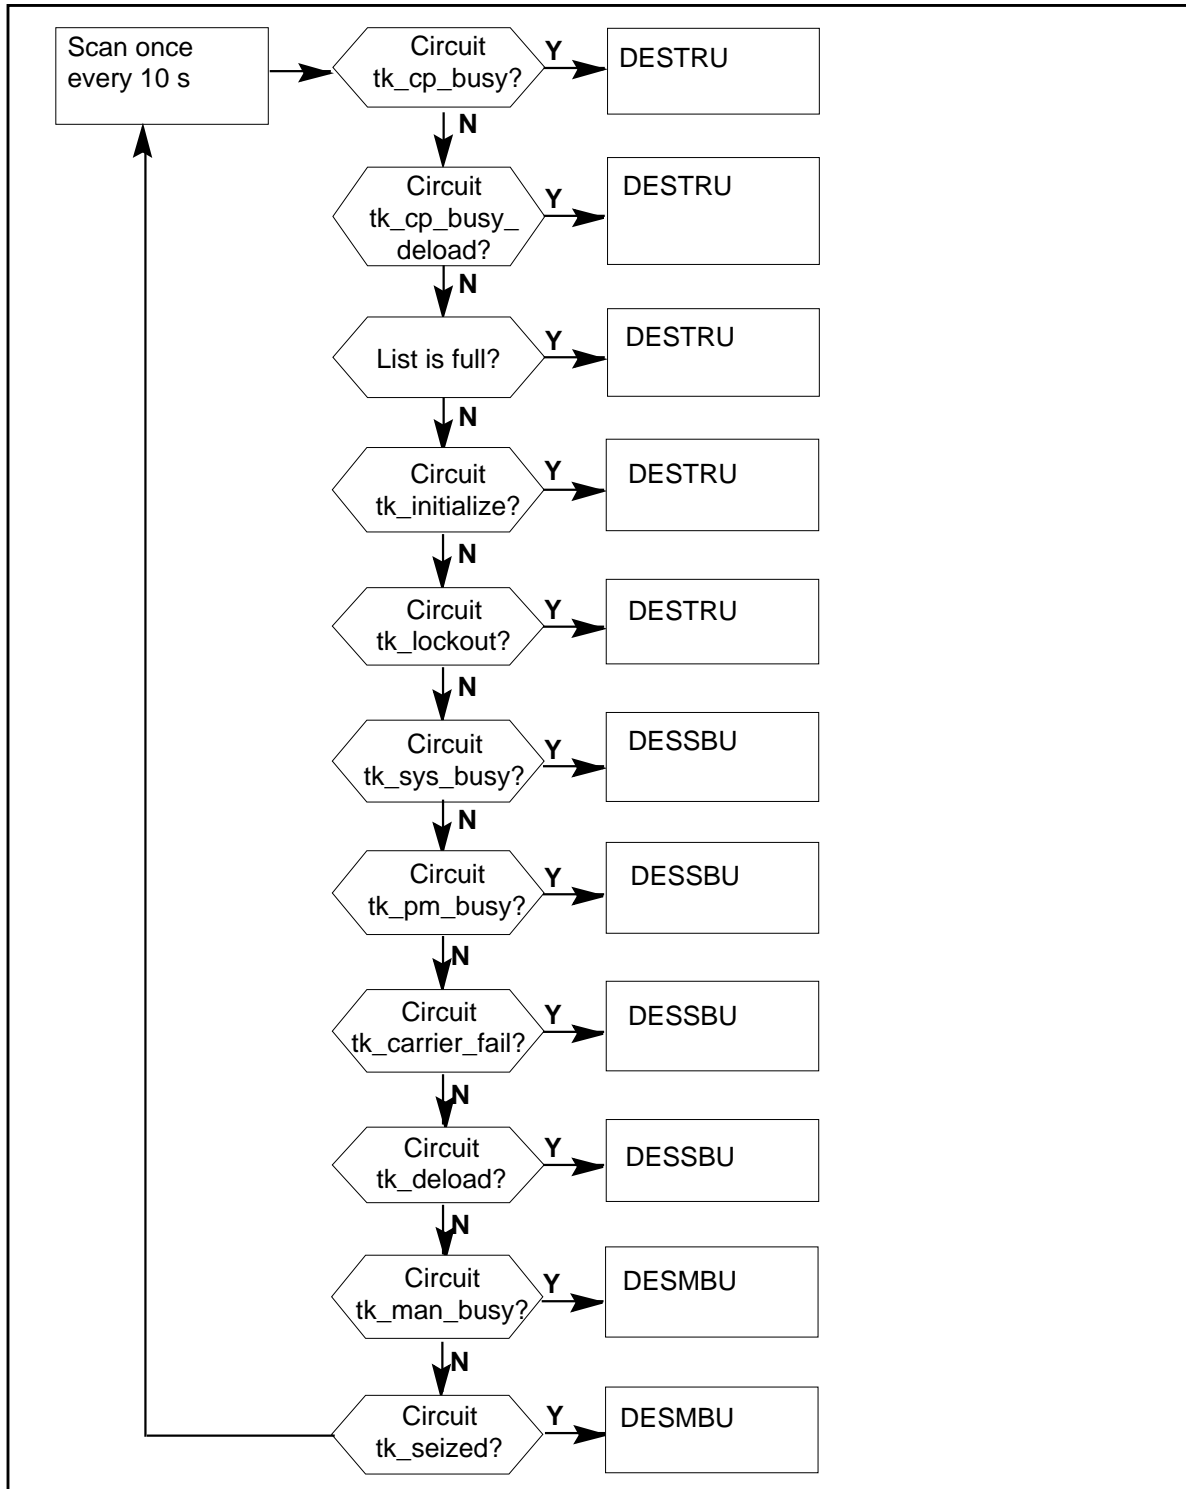 Scan once
every 10 s
Circuit
tk_cp_busy?
Y
DESTRU
N
Circuit
tk_cp_busy_
deload?
Y
DESTRU
N
List is full?
Y
DESTRU
N
Circuit
tk_initialize?
Y
DESTRU
N
Circuit
tk_lockout?
Y
DESTRU
N
Circuit
tk_sys_busy?
Y
DESSBU
N
Circuit
tk_pm_busy?
Y
DESSBU
N
Circuit
tk_carrier_fail?
Y
DESSBU
N
Circuit
tk_deload?
Y
DESSBU
N
Circuit
tk_man_busy?
Y
DESMBU
N
Circuit
tk_seized?
Y
DESMBU